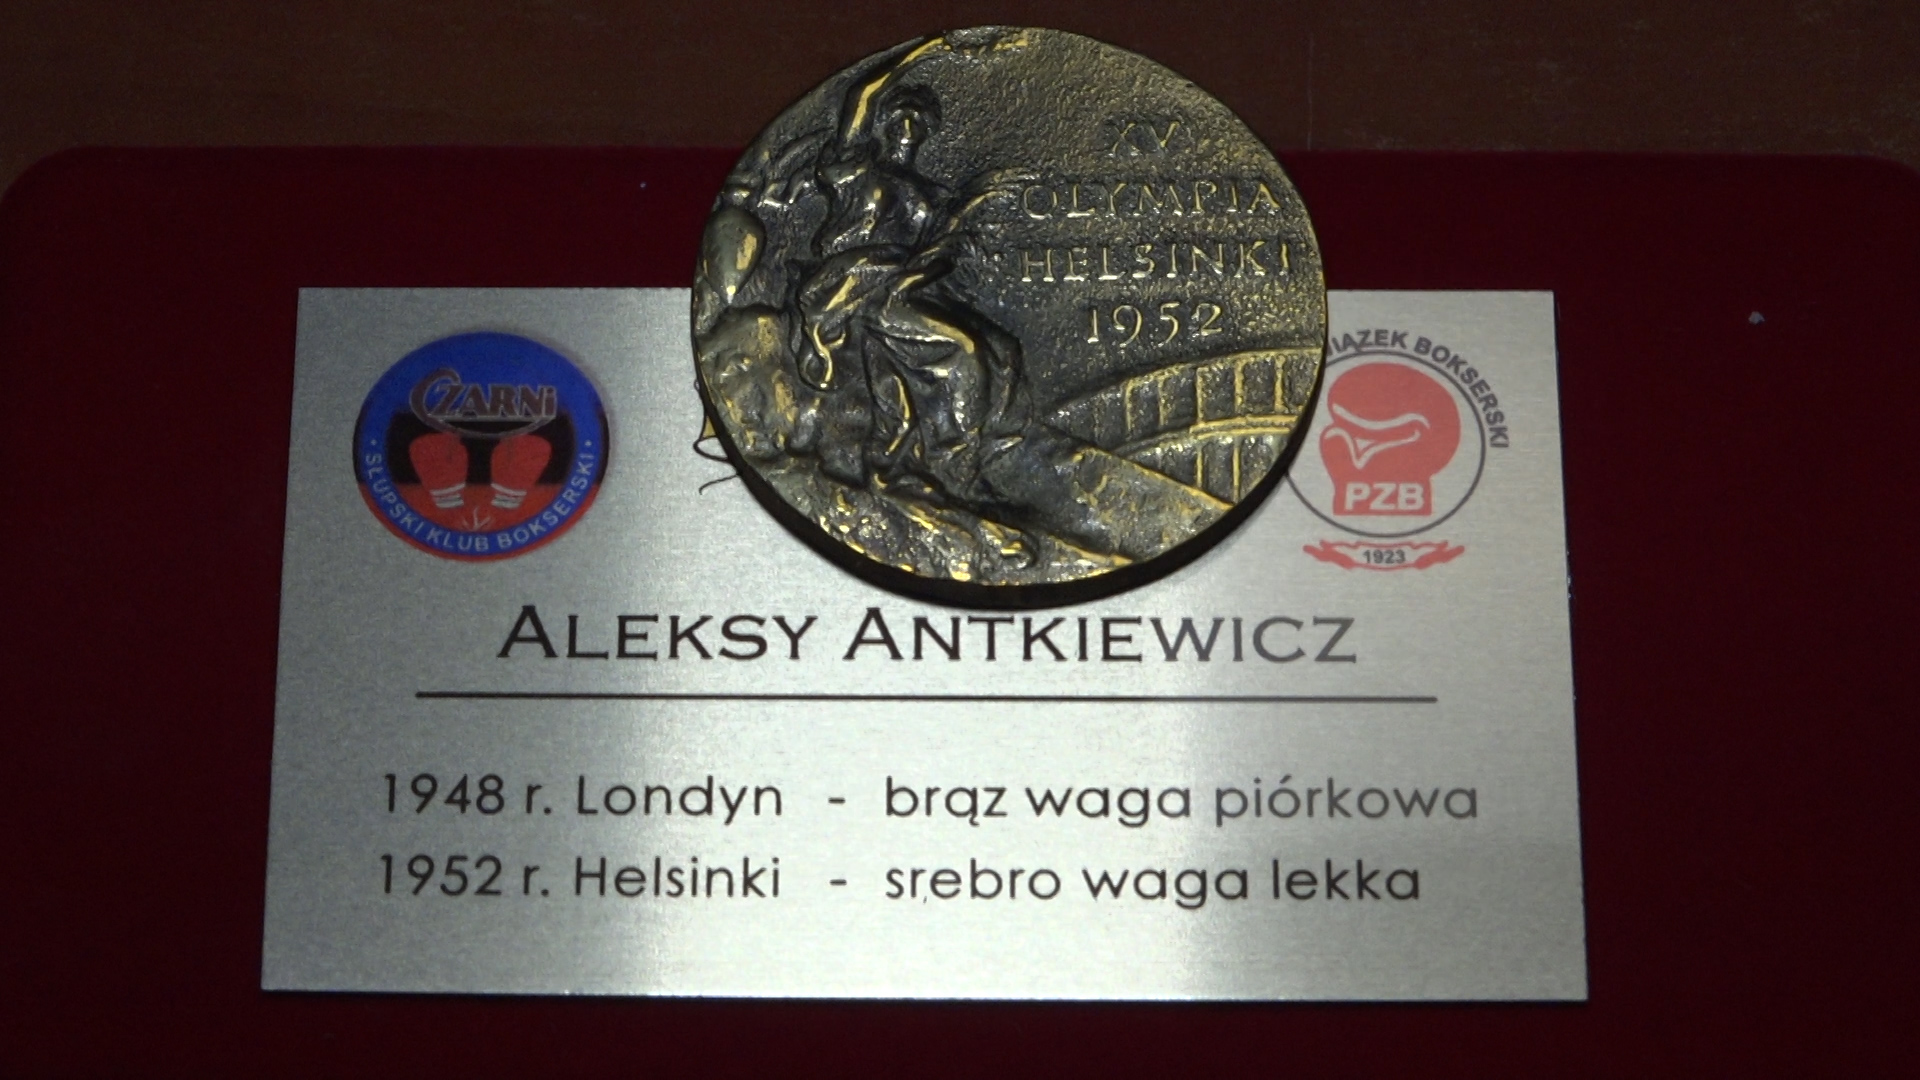 XV
OLYMPIA
HELSINKI
1952
CZARNI
SŁUPSKI KLUB BOKSERSKI
BOKSERSKI
PZB
1923
ALEKSY ANTKIEWICZ
1948 r. Londyn - brąz waga piórkowa
1952 r. Helsinki - srebro waga lekka